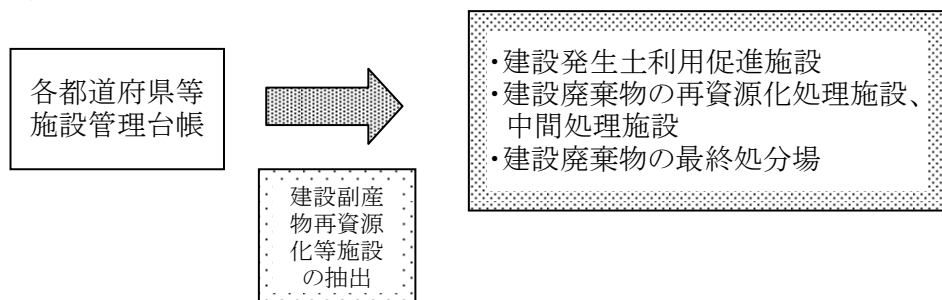 各都道府県等
施設管理台帳
建設副産
物再資源
化等施設
の抽出
・建設発生土利用促進施設
・建設廃棄物の再資源化処理施設、
中間処理施設
・建設廃棄物の最終処分場